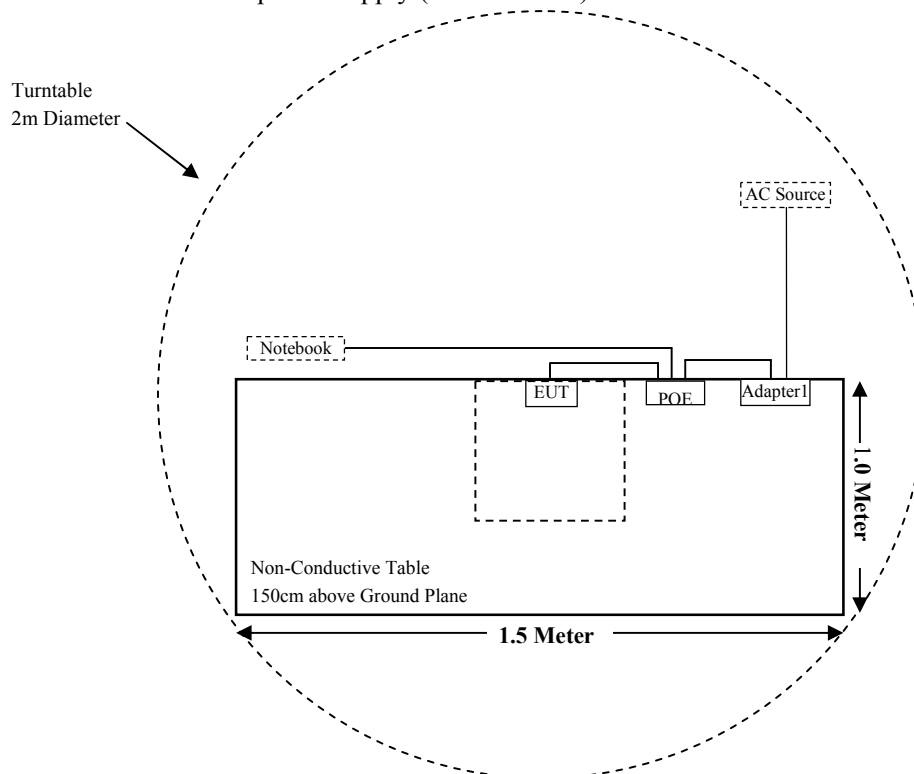 Turntable
2m Diameter
AC Source
Notebook
EUT
POE
Adapter1
1.0 Meter
Non-Conductive Table
150cm above Ground Plane
1.5 Meter